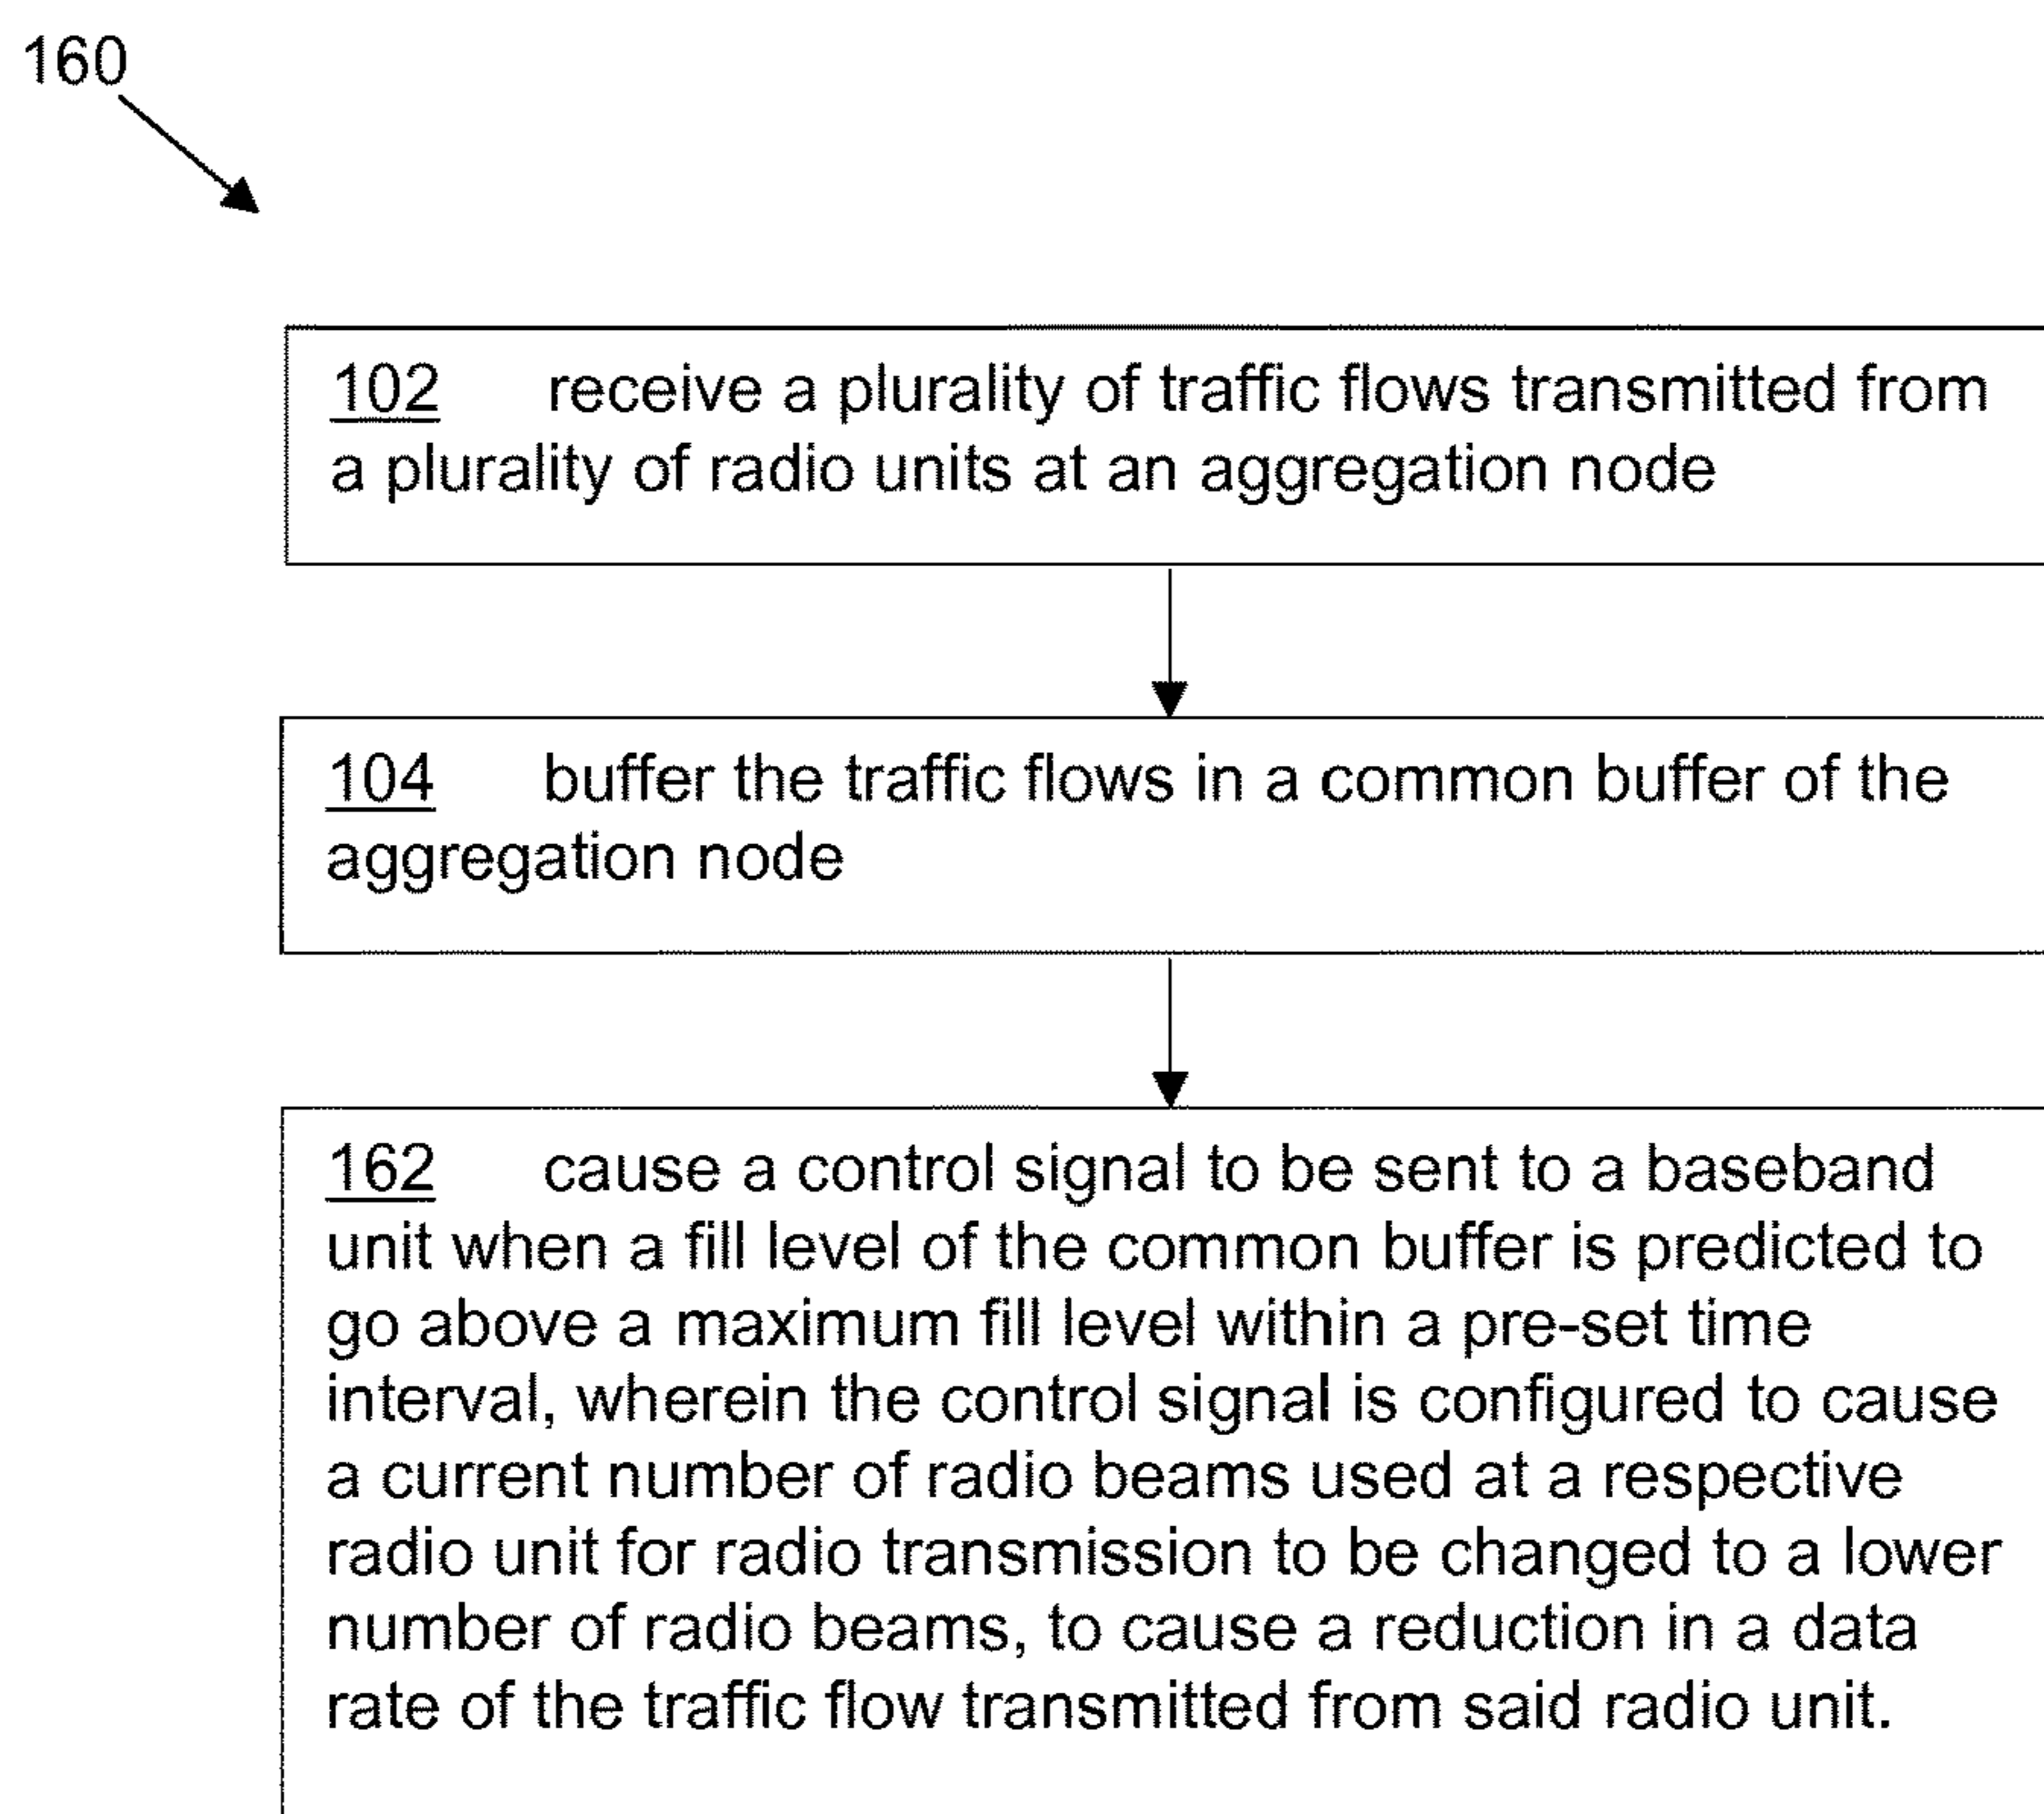 160
102 receive a plurality of traffic flows transmitted from
a plurality of radio units at an aggregation node
104 buffer the traffic flows in a common buffer of the
aggregation node
162 cause a control signal to be sent to a baseband
unit when a fill level of the common buffer is predicted to
go above a maximum fill level within a pre-set time
interval, wherein the control signal is configured to cause
a current number of radio beams used at a respective
radio unit for radio transmission to be changed to a lower
number of radio beams, to cause a reduction in a data
rate of the traffic flow transmitted from said radio unit.